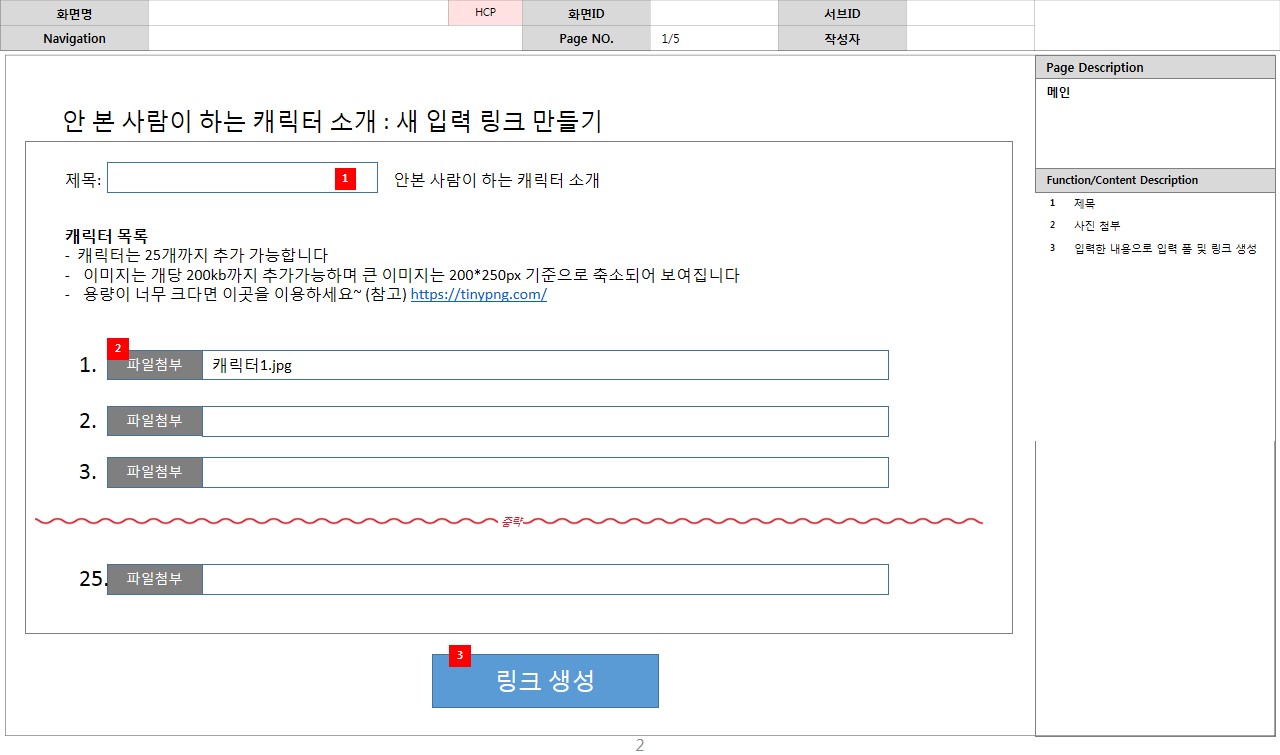 화면명 HCP 화면ID 서브ID
Navigation Page NO. 1/5 작성자
Page Description
메인
안 본 사람이 하는 캐릭터 소개 : 새 입력 링크 만들기
제목: 1 안본 사람이 하는 캐릭터 소개
Function/Content Description
1 제목
2 사진 첨부
3 입력한 내용으로 입력 폼 및 링크 생성
캐릭터 목록
- 캐릭터는 25개까지 추가 가능합니다
- 이미지는 개당 200kb까지 추가가능하며 큰 이미지는 200*250px 기준으로 축소되어 보여집니다
- 용량이 너무 크다면 이곳을 이용하세요~ (참고) https://tinypng.com/
2
1. 파일첨부 캐릭터1.jpg
2. 파일첨부
3. 파일첨부
중략
25. 파일첨부
3
링크 생성
2